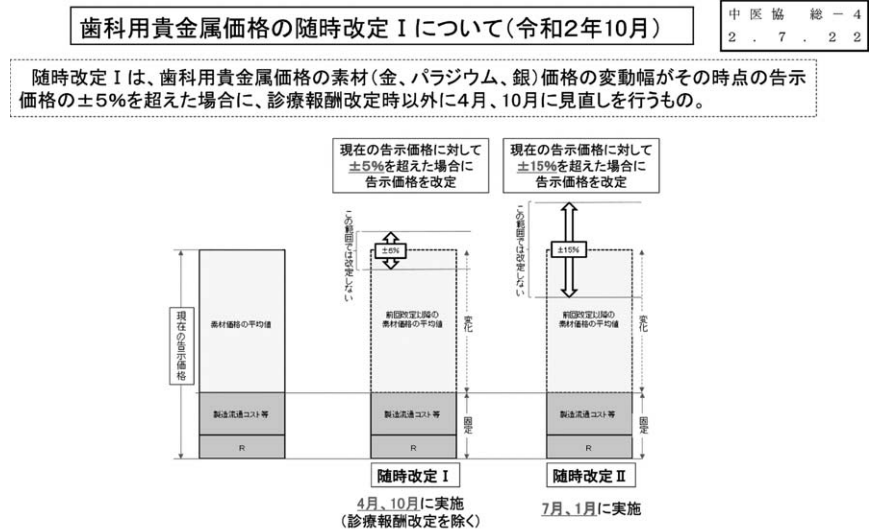 歯科用貴金属価格の随時改定Ⅰについて(令和2年10月)
中医協 総-4
2.7.22
随時改定Ⅰは、歯科用貴金属価格の素材(金、パラジウム、銀)価格の変動幅がその時点の告示
価格の±5%を超えた場合に、診療報酬改定時以外に4月、10月に見直しを行うもの。
現在の告示価格に対して
±5%を超えた場合に
告示価格を改定
現在の告示価格に対して
±15%を超えた場合に
告示価格を改定
現在の告示価格
素材価格の平均値
製造流通コスト等
R
この範囲では改定しない
±5%
前回改定以降の
素材価格の平均値
製造流通コスト等
R
変化
固定
この範囲では改定しない
±15%
前回改定以降の
素材価格の平均値
製造流通コスト等
R
変化
固定
随時改定Ⅰ
4月、10月に実施
(診療報酬改定を除く)
随時改定Ⅱ
7月、1月に実施